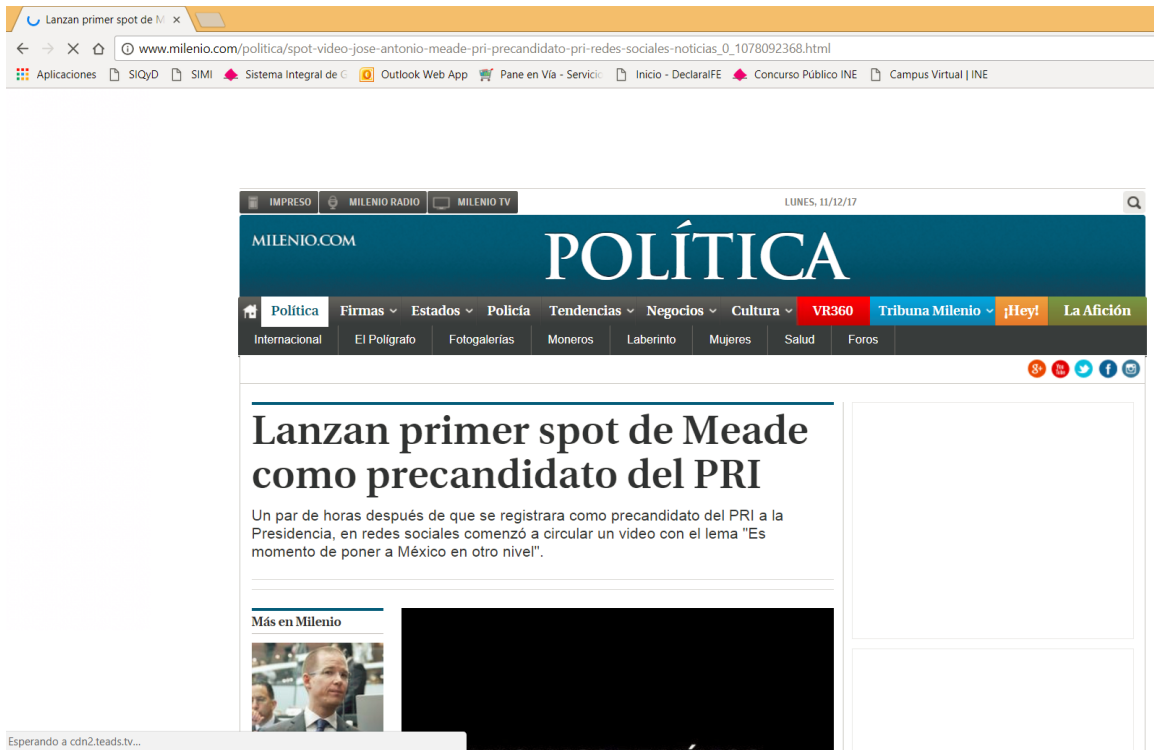 Lanzan primer spot de M
www.milenio.com/politica/spot-video-jose-antonio-meade-pri-precandidato-pri-redes-sociales-noticias_0_1078092368.html
Aplicaciones SIQyD SIMI Sistema Integral de G Outlook Web App Pane en Vía - Servicio Inicio - DeclaraIFE Concurso Público INE Campus Virtual | INE
IMPRESO MILENIO RADIO MILENIO TV LUNES, 11/12/17
MILENIO.COM
POLÍTICA
Política Firmas Estados Policía Tendencias Negocios Cultura VR360 Tribuna Milenio ¡Hey! La Afición
Internacional El Polígrafo Fotogalerías Moneros Laberinto Mujeres Salud Foros
Lanzan primer spot de Meade
como precandidato del PRI
Un par de horas después de que se registrara como precandidato del PRI a la
Presidencia, en redes sociales comenzó a circular un video con el lema "Es
momento de poner a México en otro nivel".
Más en Milenio
Esperando a cdn2.teads.tv...